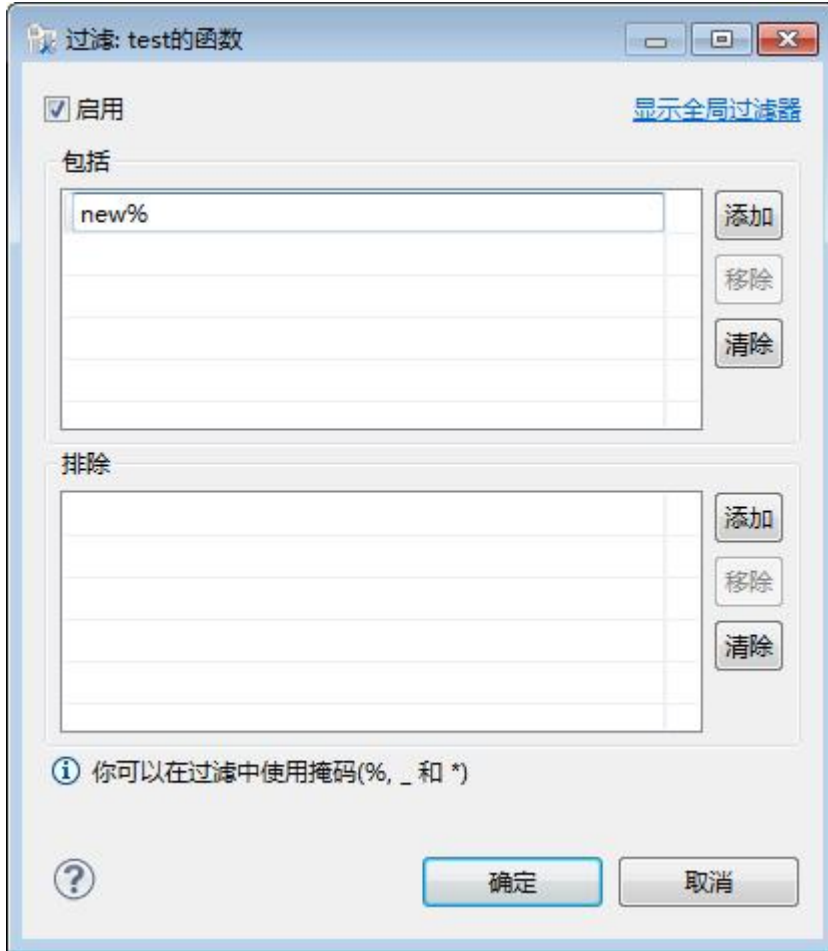 过滤: test的函数
启用 显示全局过滤器
包括
new%
添加
移除
清除
排除
添加
移除
清除
你可以在过滤中使用掩码(%, _ 和 *)
确定 取消